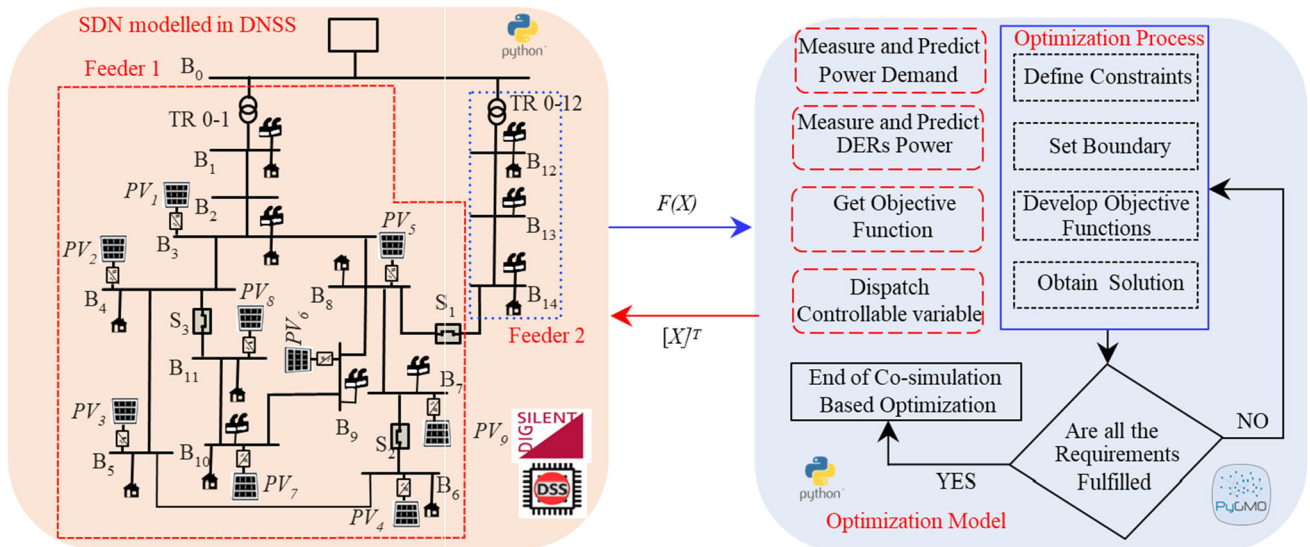 SDN modelled in DNSS
python
Feeder 1
B0
TR 0-1
TR 0-12
B1
B12
PV1
B2
B13
B3
PV5
PV2
B4
PV8
B8
S1
B14
Feeder 2
S3
PV6
B11
B7
PV3
B9
S2
PV9
B5
B10
PV7
B6
PV4
DIG
SILENT
DSS
F(X)
[X]ᵀ
Measure and Predict
Power Demand
Measure and Predict
DERs Power
Get Objective
Function
Dispatch
Controllable variable
Optimization Process
Define Constraints
Set Boundary
Develop Objective
Functions
Obtain Solution
End of Co-simulation
Based Optimization
Are all the
Requirements
Fulfilled
NO
YES
python
Optimization Model
PyGMO